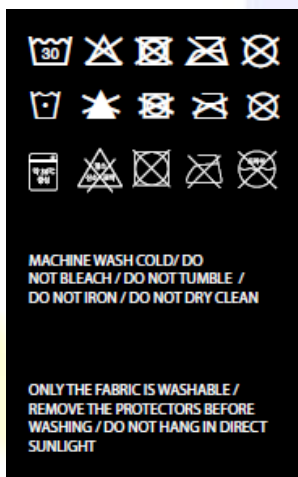 30
MACHINE WASH COLD/ DO
NOT BLEACH / DO NOT TUMBLE /
DO NOT IRON / DO NOT DRY CLEAN
ONLY THE FABRIC IS WASHABLE /
REMOVE THE PROTECTORS BEFORE
WASHING / DO NOT HANG IN DIRECT
SUNLIGHT